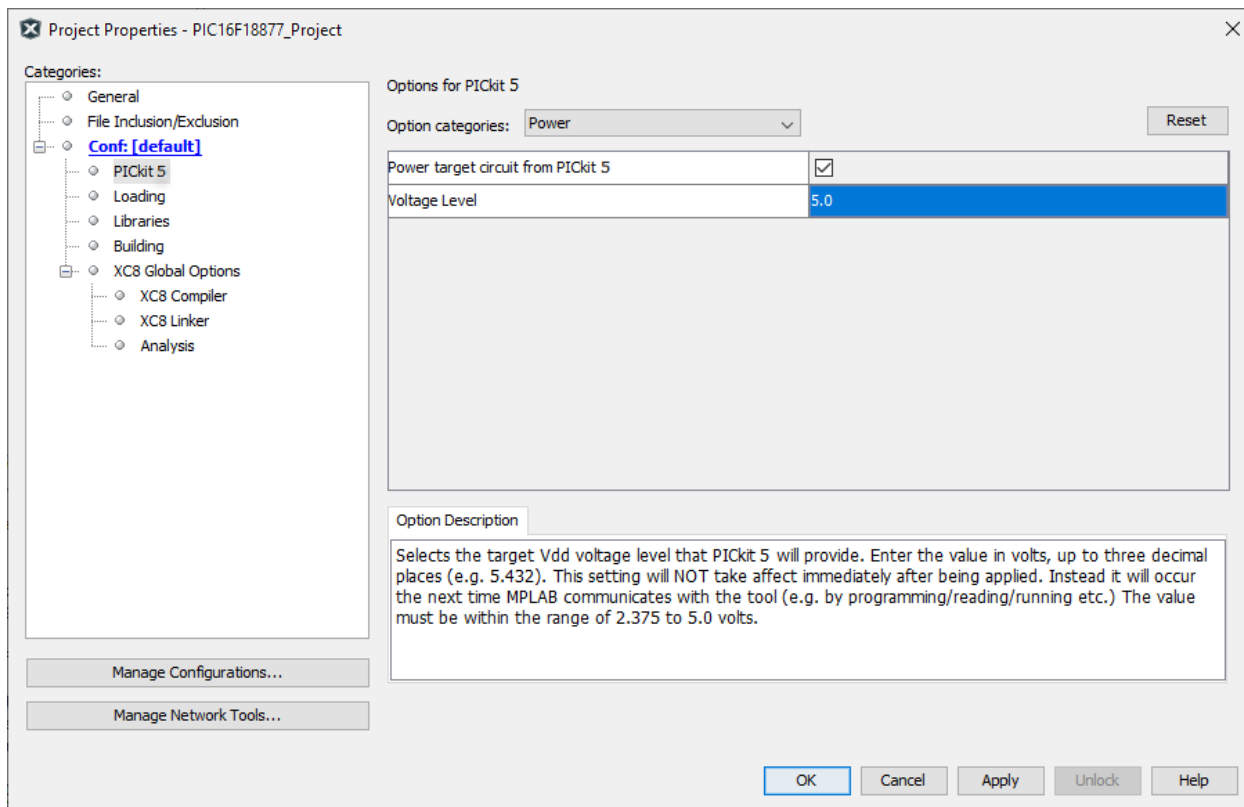 Project Properties - PIC16F18877_Project
Categories:
General
File Inclusion/Exclusion
Conf: [default]
PICkit 5
Loading
Libraries
Building
XC8 Global Options
XC8 Compiler
XC8 Linker
Analysis
Manage Configurations...
Manage Network Tools...
Options for PICkit 5
Option categories: Power
Reset
Power target circuit from PICkit 5
Voltage Level 5.0
Option Description
Selects the target Vdd voltage level that PICkit 5 will provide. Enter the value in volts, up to three decimal
places (e.g. 5.432). This setting will NOT take affect immediately after being applied. Instead it will occur
the next time MPLAB communicates with the tool (e.g. by programming/reading/running etc.) The value
must be within the range of 2.375 to 5.0 volts.
OK Cancel Apply Unlock Help